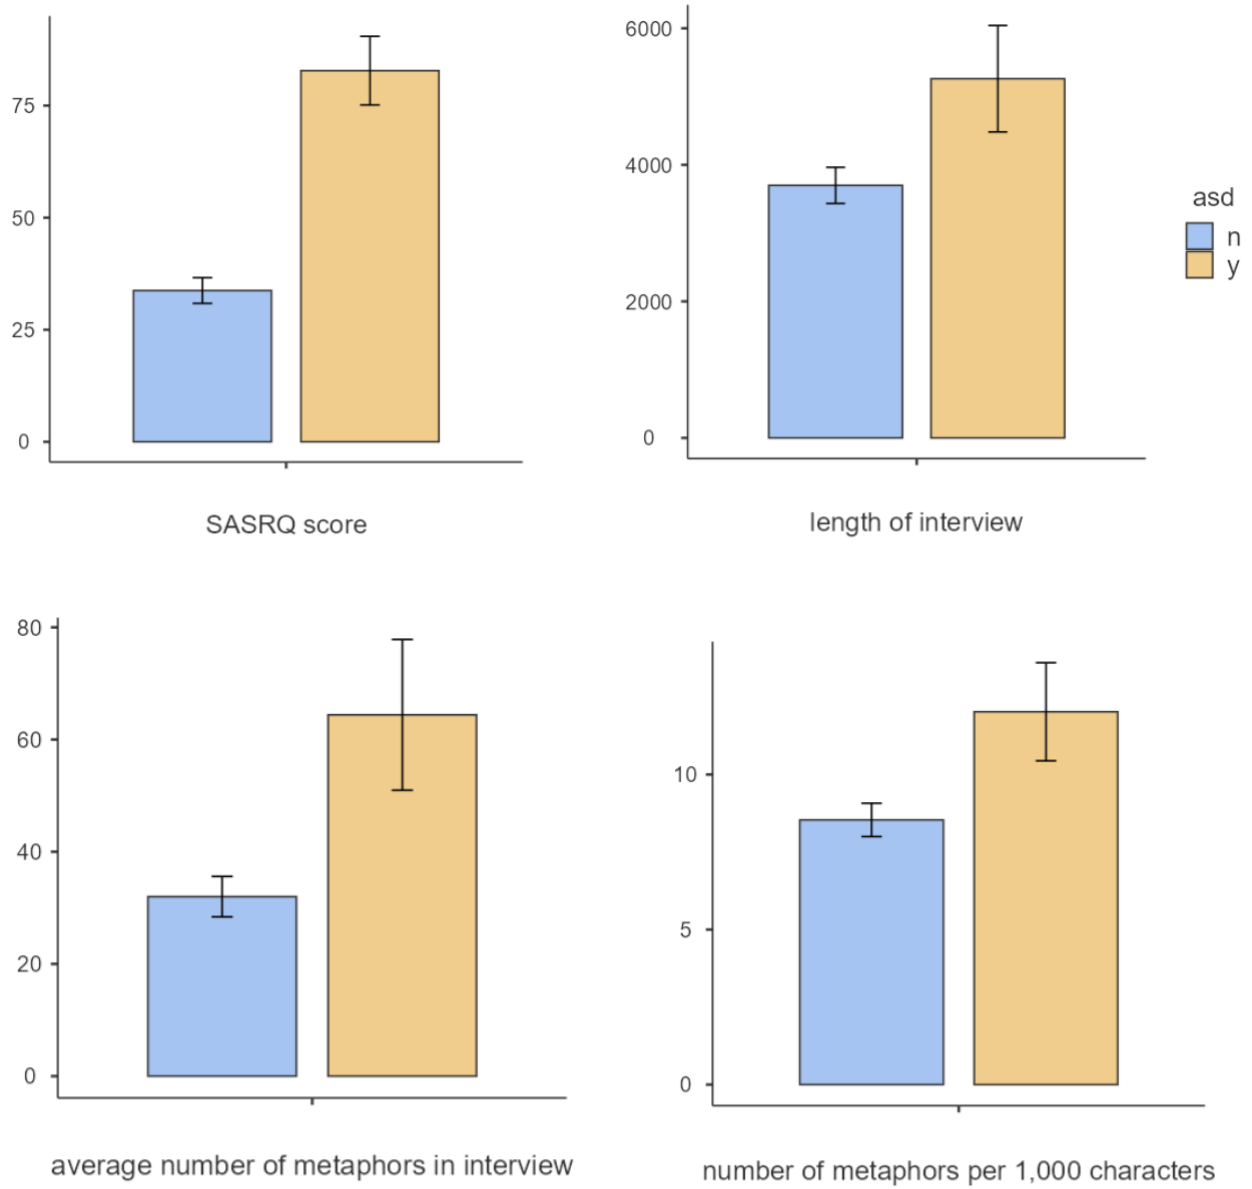 75
50
25
0
SASRQ score
6000
4000
2000
0
length of interview
asd
n
y
80
60
40
20
0
average number of metaphors in interview
10
5
0
number of metaphors per 1,000 characters